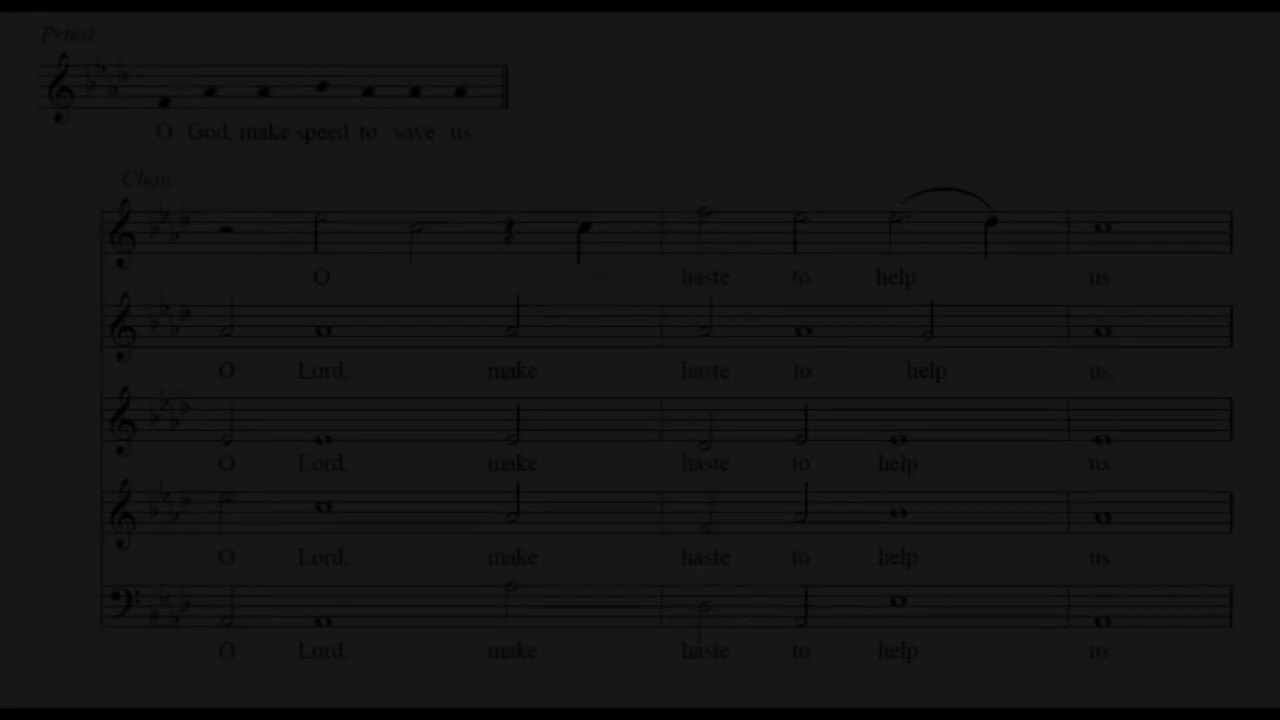 Priest
O God, make speed to save us
Choir
O haste to help us
O Lord, make haste to help us.
O Lord, make haste to help us.
O Lord, make haste to help us
O Lord, make haste to help us